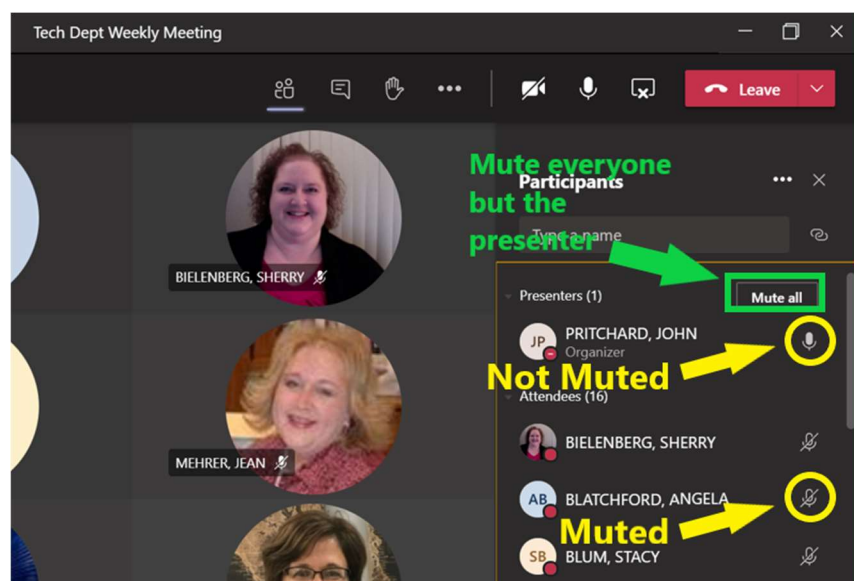 Tech Dept Weekly Meeting
Leave
Mute everyone
but the
presenter
Participants
Type a name
Presenters (1)
Mute all
JP
PRITCHARD, JOHN
Organizer
Not Muted
Attendees (16)
BIELENBERG, SHERRY
AB
BLATCHFORD, ANGELA
Muted
SB
BLUM, STACY
BIELENBERG, SHERRY
MEHRER, JEAN